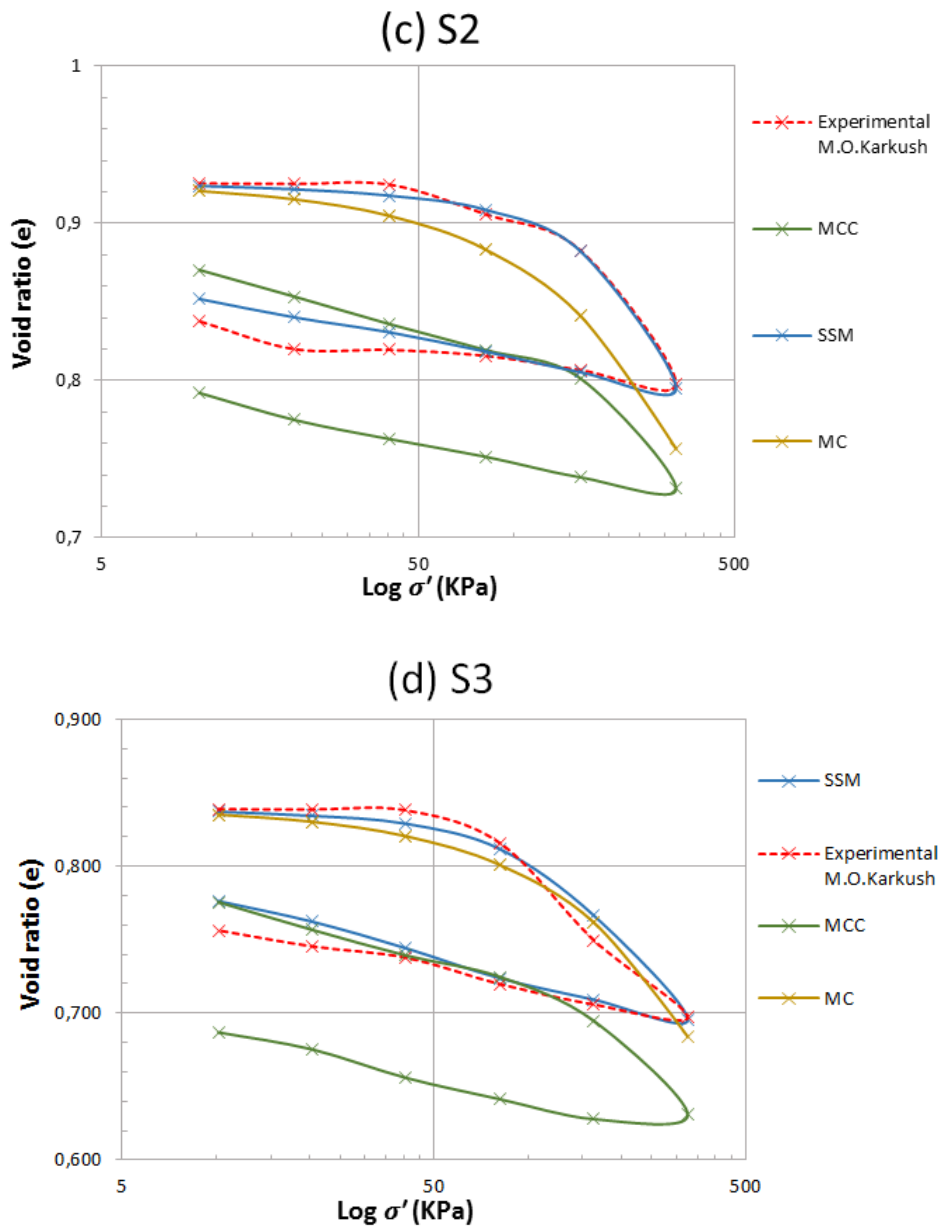 (c) S2
1
0,9
0,8
0,7
Void ratio (e)
5
50
500
Log σ′ (KPa)
Experimental
M.O.Karkush
MCC
SSM
MC
(d) S3
0,900
0,800
0,700
0,600
Void ratio (e)
5
50
500
Log σ′ (KPa)
SSM
Experimental
M.O.Karkush
MCC
MC